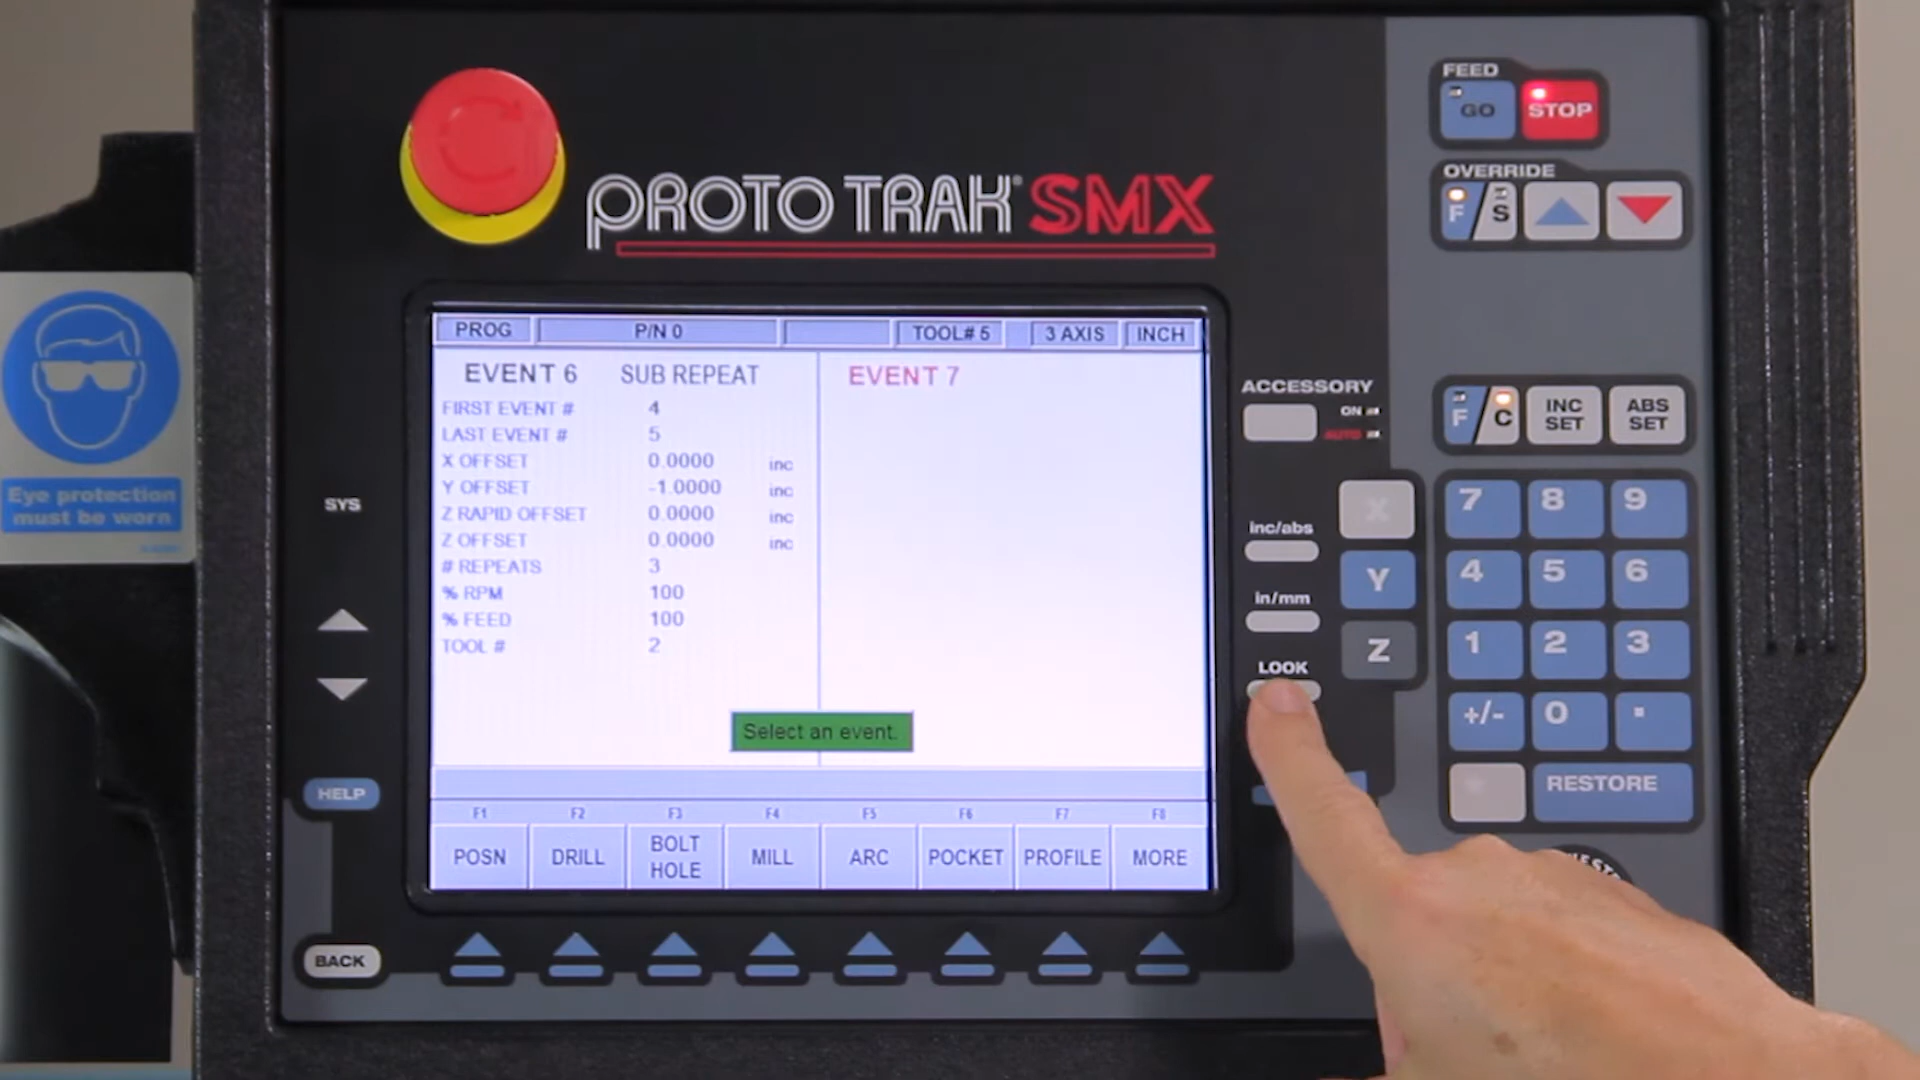 PROTO TRAK® SMX
FEED
GO
STOP
OVERRIDE
F
S
Eye protection
must be worn
SYS
HELP
BACK
PROG
P/N 0
TOOL# 5
3 AXIS
INCH
EVENT 6 SUB REPEAT
FIRST EVENT # 4
LAST EVENT # 5
X OFFSET 0.0000 inc
Y OFFSET -1.0000 inc
Z RAPID OFFSET 0.0000 inc
Z OFFSET 0.0000 inc
# REPEATS 3
% RPM 100
% FEED 100
TOOL # 2
EVENT 7
Select an event.
F1 F2 F3 F4 F5 F6 F7 F8
POSN
DRILL
BOLT
HOLE
MILL
ARC
POCKET
PROFILE
MORE
ACCESSORY
ON
AUTO
inc/abs
in/mm
LOOK
X
Y
Z
F
C
INC
SET
ABS
SET
7 8 9
4 5 6
1 2 3
+/- 0 .
RESTORE